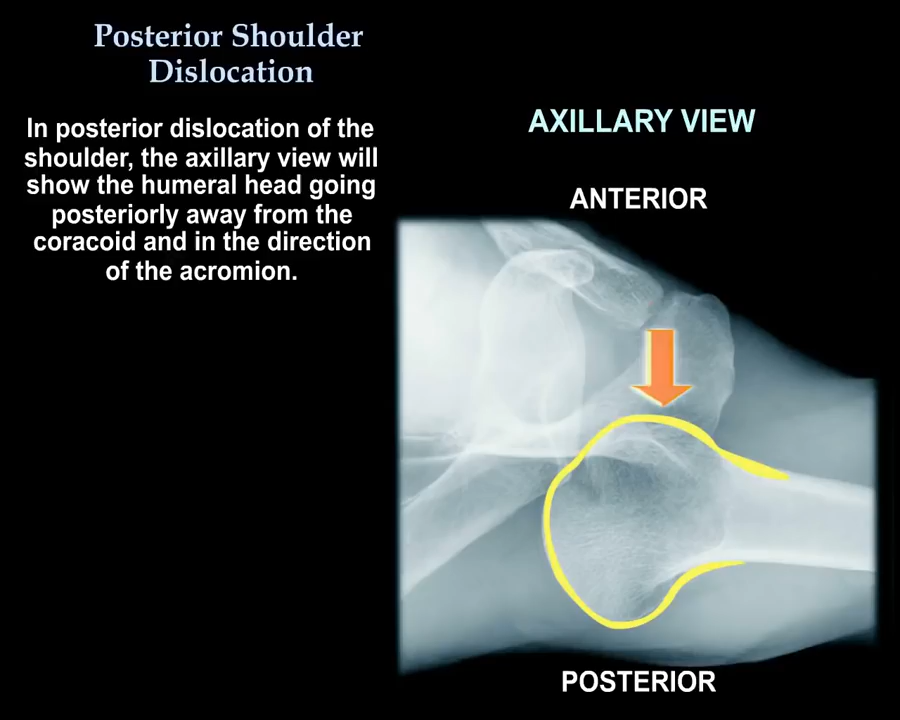 Posterior Shoulder
Dislocation
In posterior dislocation of the
shoulder, the axillary view will
show the humeral head going
posteriorly away from the
coracoid and in the direction
of the acromion.
AXILLARY VIEW
ANTERIOR
POSTERIOR